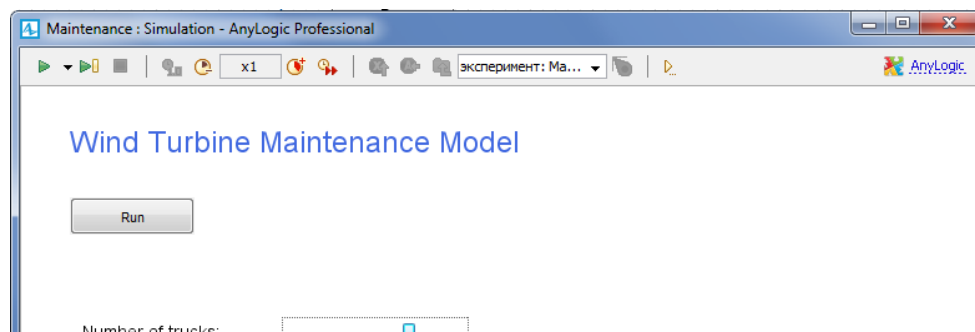 Maintenance : Simulation - AnyLogic Professional
x1
эксперимент: Ma...
AnyLogic
Wind Turbine Maintenance Model
Run
Number of trucks: